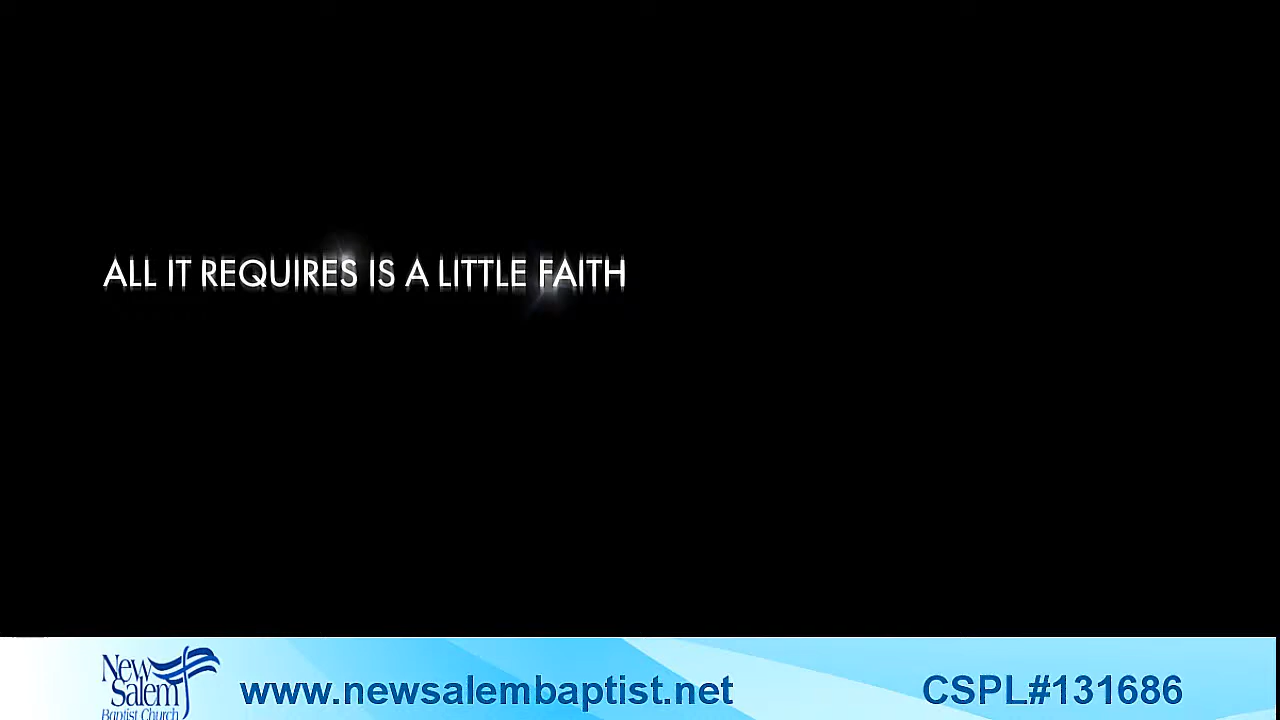 ALL IT REQUIRES IS A LITTLE FAITH
New
Salem
Baptist Church
www.newsalembaptist.net
CSPL#131686